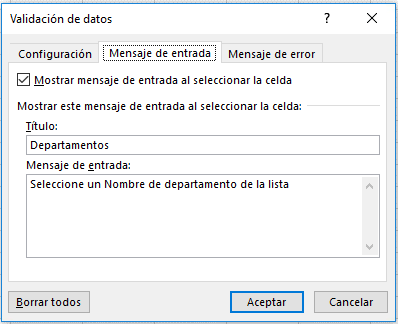 Validación de datos
Configuración Mensaje de entrada Mensaje de error
Mostrar mensaje de entrada al seleccionar la celda
Mostrar este mensaje de entrada al seleccionar la celda:
Título:
Departamentos
Mensaje de entrada:
Seleccione un Nombre de departamento de la lista
Borrar todos Aceptar Cancelar